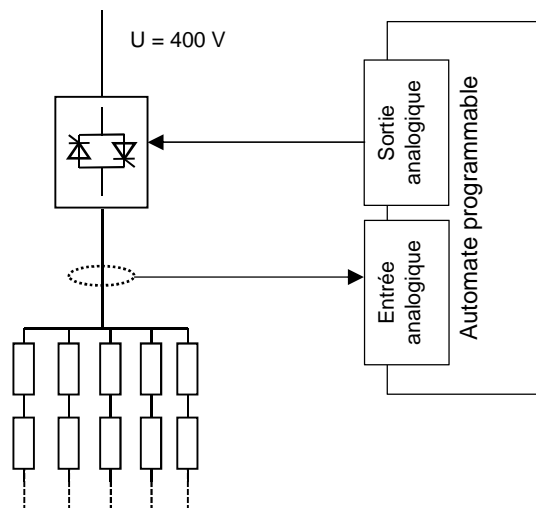 U = 400 V
Sortie
analogique
Entrée
analogique
Automate programmable